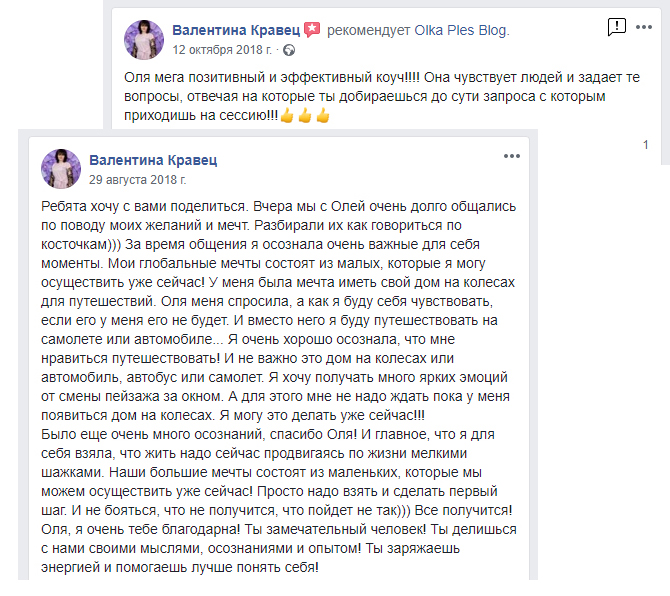 Валентина Кравец рекомендует Olka Ples Blog.
12 октября 2018 г. ·
Оля мега позитивный и эффективный коуч!!!! Она чувствует людей и задает те
вопросы, отвечая на которые ты добираешься до сути запроса с которым
приходишь на сессию!!!👍👍👍
1
Валентина Кравец
29 августа 2018 г.
Ребята хочу с вами поделиться. Вчера мы с Олей очень долго общались
по поводу моих желаний и мечт. Разбирали их как говориться по
косточкам))) За время общения я осознала очень важные для себя
моменты. Мои глобальные мечты состоят из малых, которые я могу
осуществить уже сейчас! У меня была мечта иметь свой дом на колесах
для путешествий. Оля меня спросила, а как я буду себя чувствовать,
если его у меня его не будет. И вместо него я буду путешествовать на
самолете или автомобиле... Я очень хорошо осознала, что мне
нравиться путешествовать! И не важно это дом на колесах или
автомобиль, автобус или самолет. Я хочу получать много ярких эмоций
от смены пейзажа за окном. А для этого мне не надо ждать пока у меня
появиться дом на колесах. Я могу это делать уже сейчас!!!
Было еще очень много осознаний, спасибо Оля! И главное, что я для
себя взяла, что жить надо сейчас продвигаясь по жизни мелкими
шажками. Наши большие мечты состоят из маленьких, которые мы
можем осуществить уже сейчас! Просто надо взять и сделать первый
шаг. И не бояться, что не получится, что пойдет не так))) Все получится!
Оля, я очень тебе благодарна! Ты замечательный человек! Ты делишься
с нами своими мыслями, осознаниями и опытом! Ты заряжаешь
энергией и помогаешь лучше понять себя!